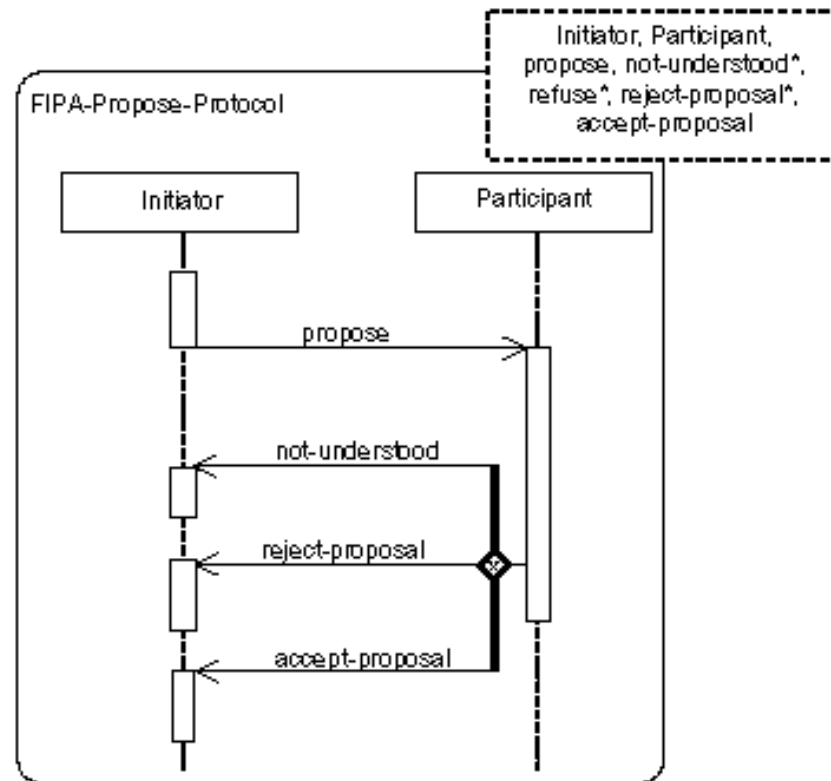 Initiator, Participant,
propose, not-understood*,
refuse*, reject-proposal*,
accept-proposal
FIPA-Propose-Protocol
Initiator
Participant
propose
not-understood
reject-proposal
x
accept-proposal